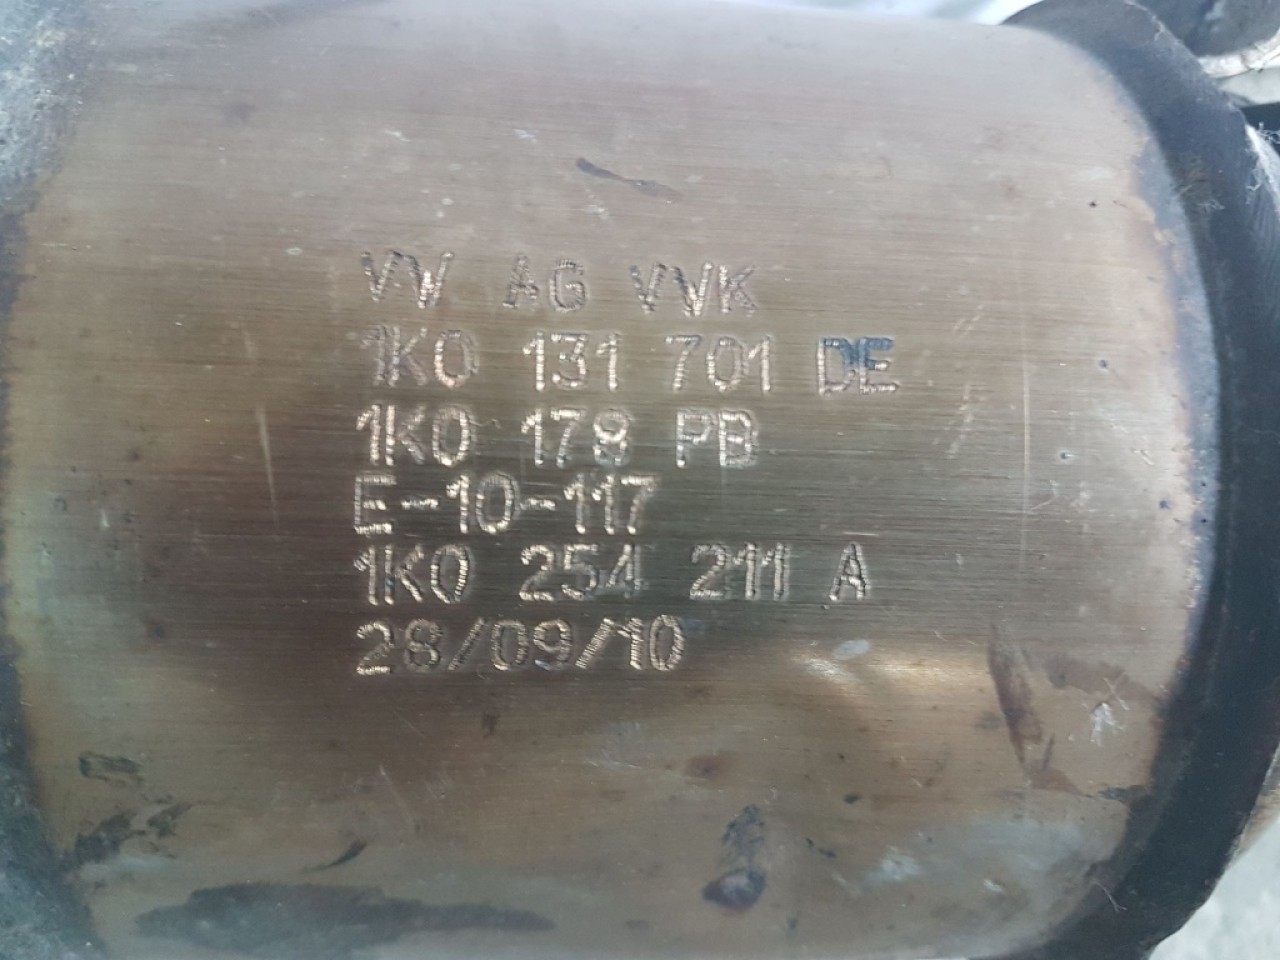 VW AG VVK
1K0 131 701 DE
1K0 178 PB
E-10-117
1K0 254 211 A
28/09/10